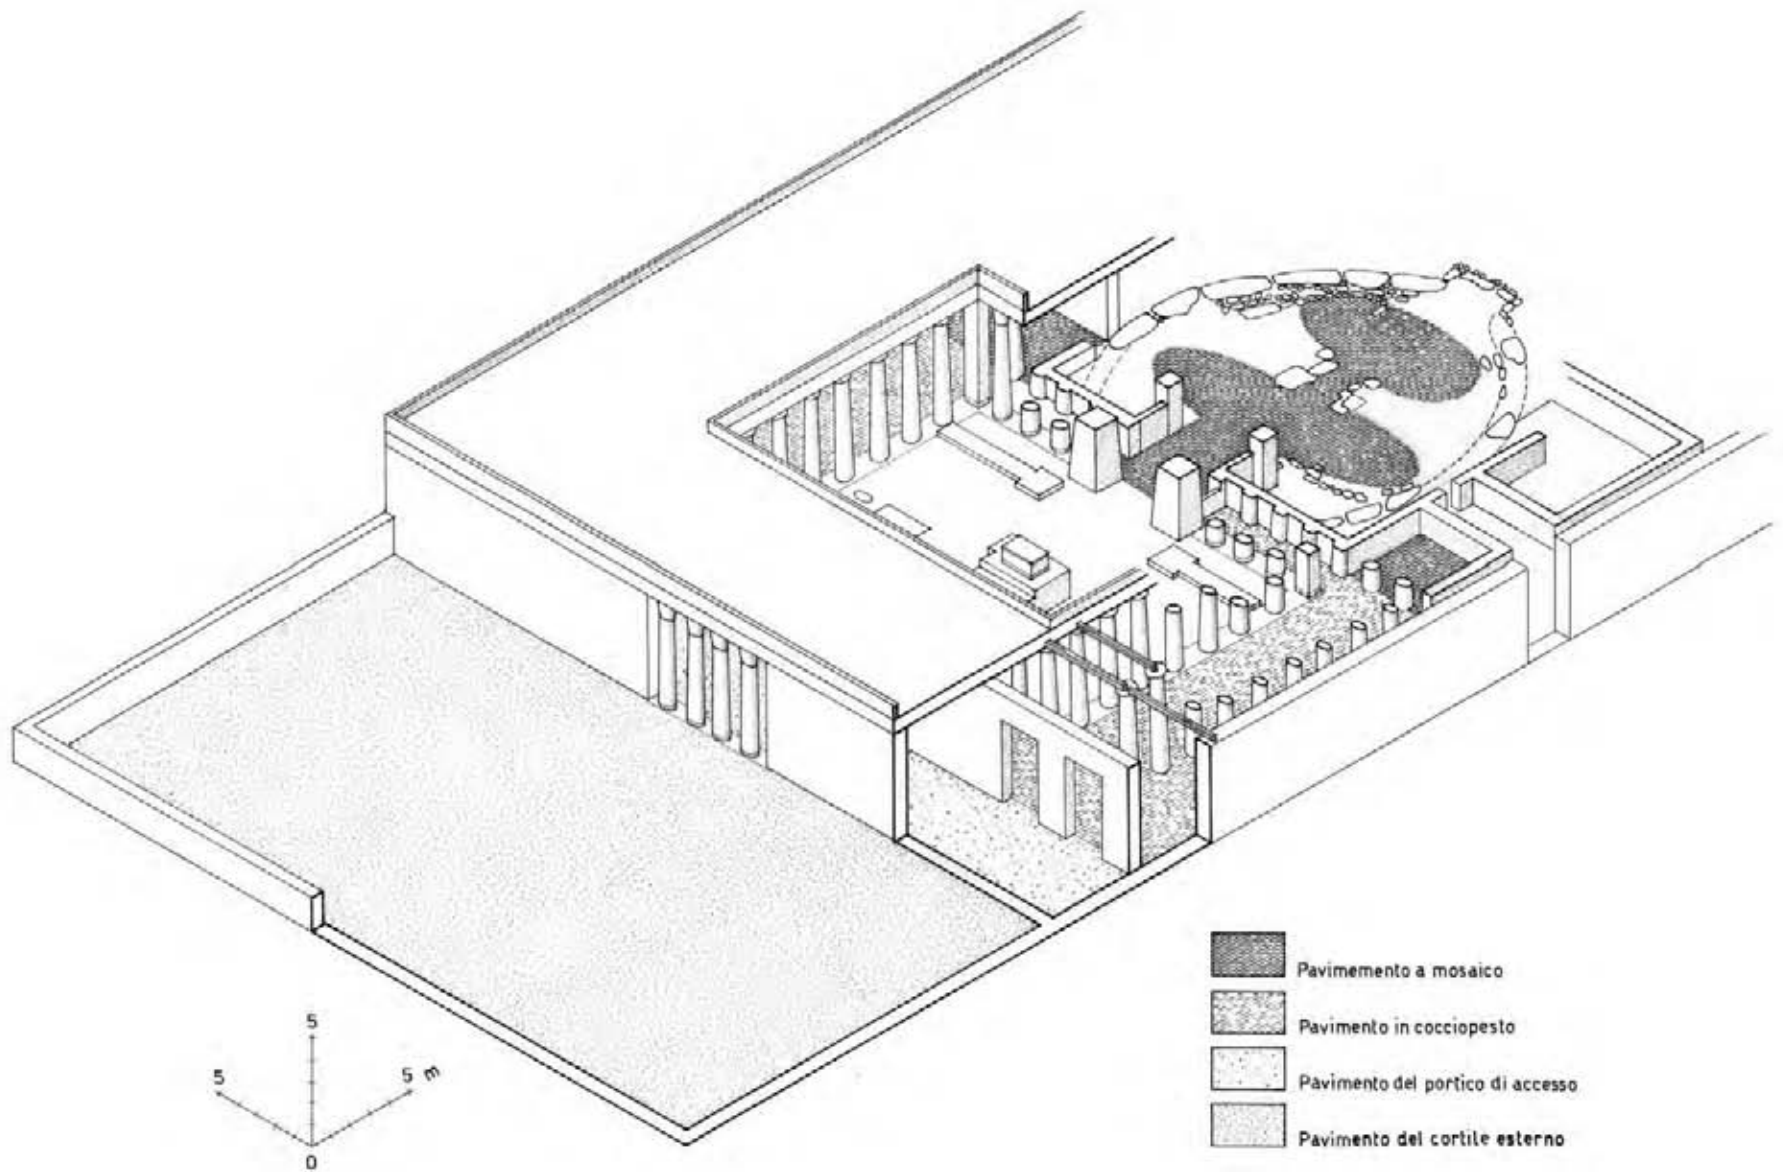 Pavimemento a mosaico
Pavimento in cocciopesto
Pavimento del portico di accesso
Pavimento del cortile esterno
5
5
5 m
0